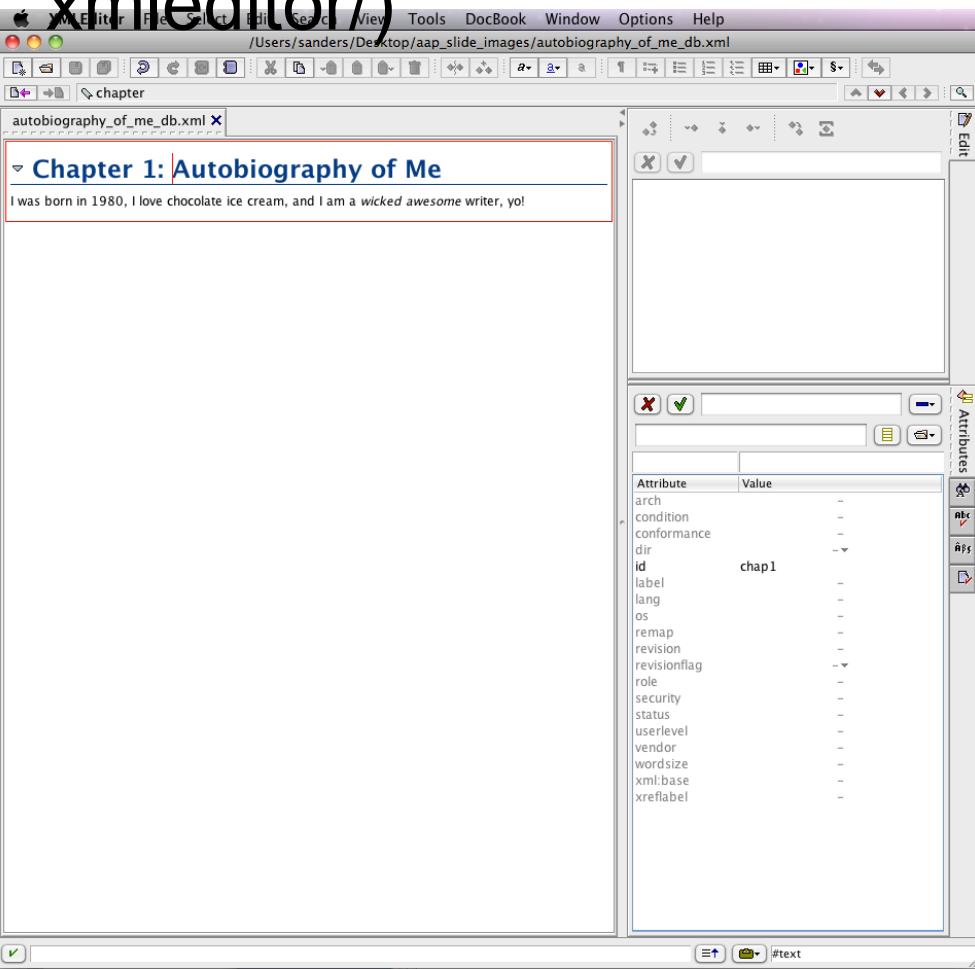 xmleditor/)
XMLEditor File Select Edit Search View Tools DocBook Window Options Help
/Users/sanders/Desktop/aap_slide_images/autobiography_of_me_db.xml
chapter
autobiography_of_me_db.xml
Chapter 1: Autobiography of Me
I was born in 1980, I love chocolate ice cream, and I am a wicked awesome writer, yo!
Edit
Attributes
Attribute Value
arch –
condition –
conformance –
dir –
id chap1
label –
lang –
os –
remap –
revision –
revisionflag –
role –
security –
status –
userlevel –
vendor –
wordsize –
xml:base –
xreflabel –
#text